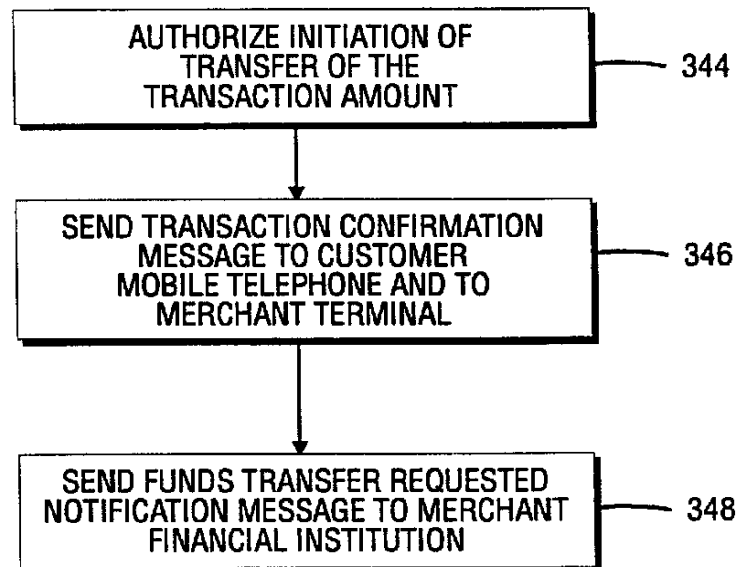 AUTHORIZE INITIATION OF
TRANSFER OF THE
TRANSACTION AMOUNT
344
SEND TRANSACTION CONFIRMATION
MESSAGE TO CUSTOMER
MOBILE TELEPHONE AND TO
MERCHANT TERMINAL
346
SEND FUNDS TRANSFER REQUESTED
NOTIFICATION MESSAGE TO MERCHANT
FINANCIAL INSTITUTION
348